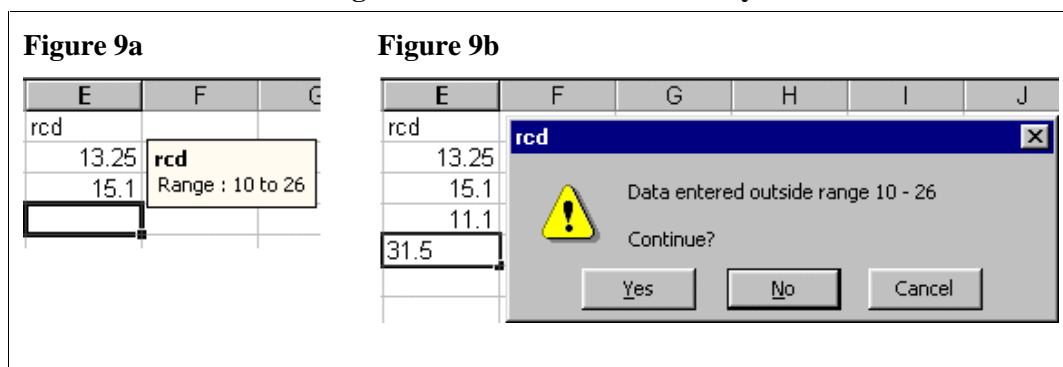 Figure 9a
Figure 9b
E F G
rcd
13.25
15.1
rcd
Range : 10 to 26
E F G H I J
rcd
13.25
15.1
11.1
31.5
rcd
Data entered outside range 10 - 26
Continue?
Yes No Cancel